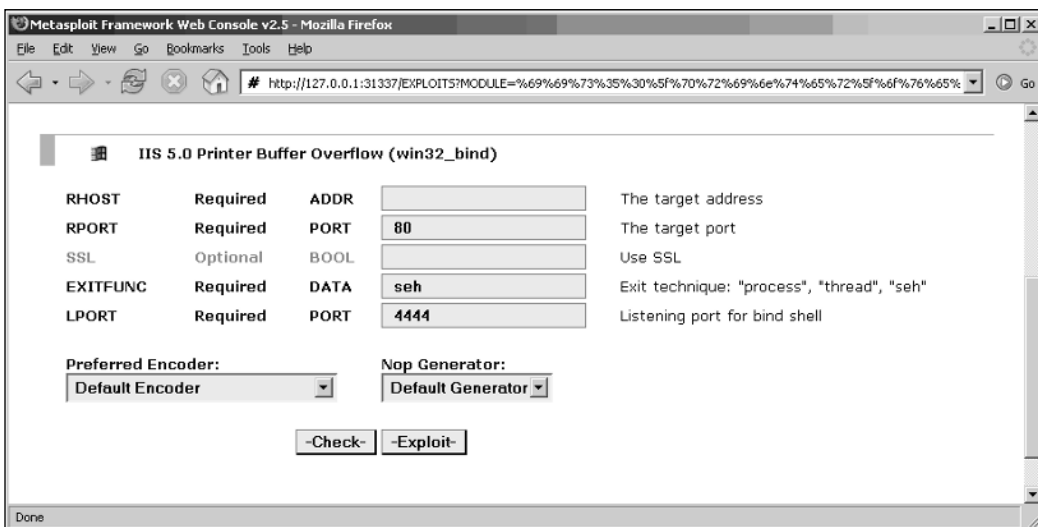 Metasploit Framework Web Console v2.5 - Mozilla Firefox
File Edit View Go Bookmarks Tools Help
# http://127.0.0.1:31337/EXPLOITS?MODULE=%69%69%73%35%30%5f%70%72%69%6e%74%65%72%5f%6f%76%65% Go
IIS 5.0 Printer Buffer Overflow (win32_bind)
RHOST Required ADDR The target address
RPORT Required PORT 80 The target port
SSL Optional BOOL Use SSL
EXITFUNC Required DATA seh Exit technique: "process", "thread", "seh"
LPORT Required PORT 4444 Listening port for bind shell
Preferred Encoder: Nop Generator:
Default Encoder Default Generator
-Check- -Exploit-
Done